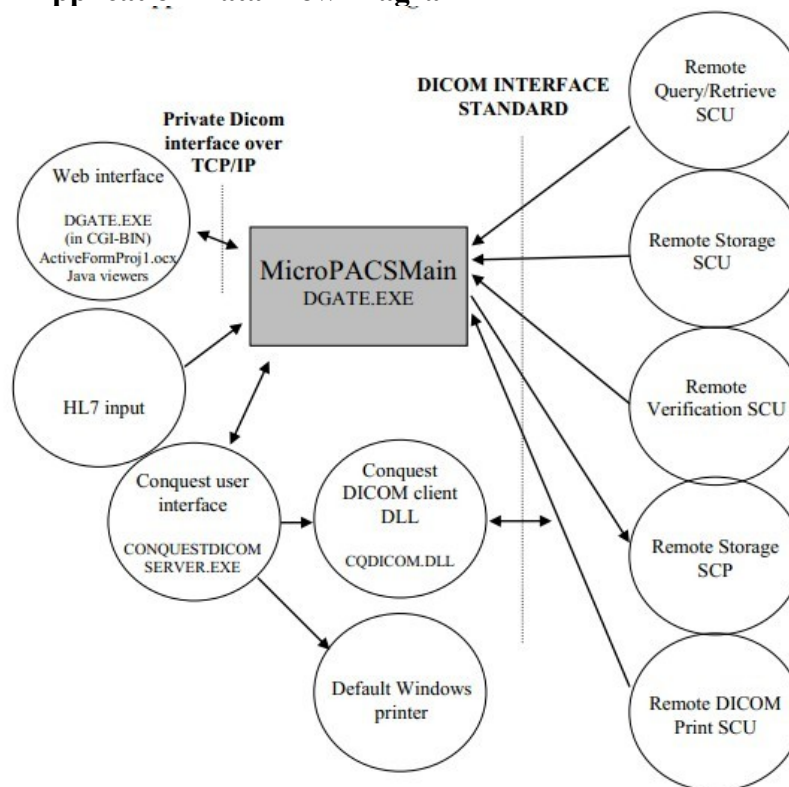 DICOM INTERFACE
STANDARD
Private Dicom
interface over
TCP/IP
Web interface
DGATE.EXE
(in CGI-BIN)
ActiveFormProj1.ocx
Java viewers
MicroPACSMain
DGATE.EXE
HL7 input
Conquest user
interface
CONQUESTDICOM
SERVER.EXE
Conquest
DICOM client
DLL
CQDICOM.DLL
Default Windows
printer
Remote
Query/Retrieve
SCU
Remote Storage
SCU
Remote
Verification SCU
Remote Storage
SCP
Remote DICOM
Print SCU